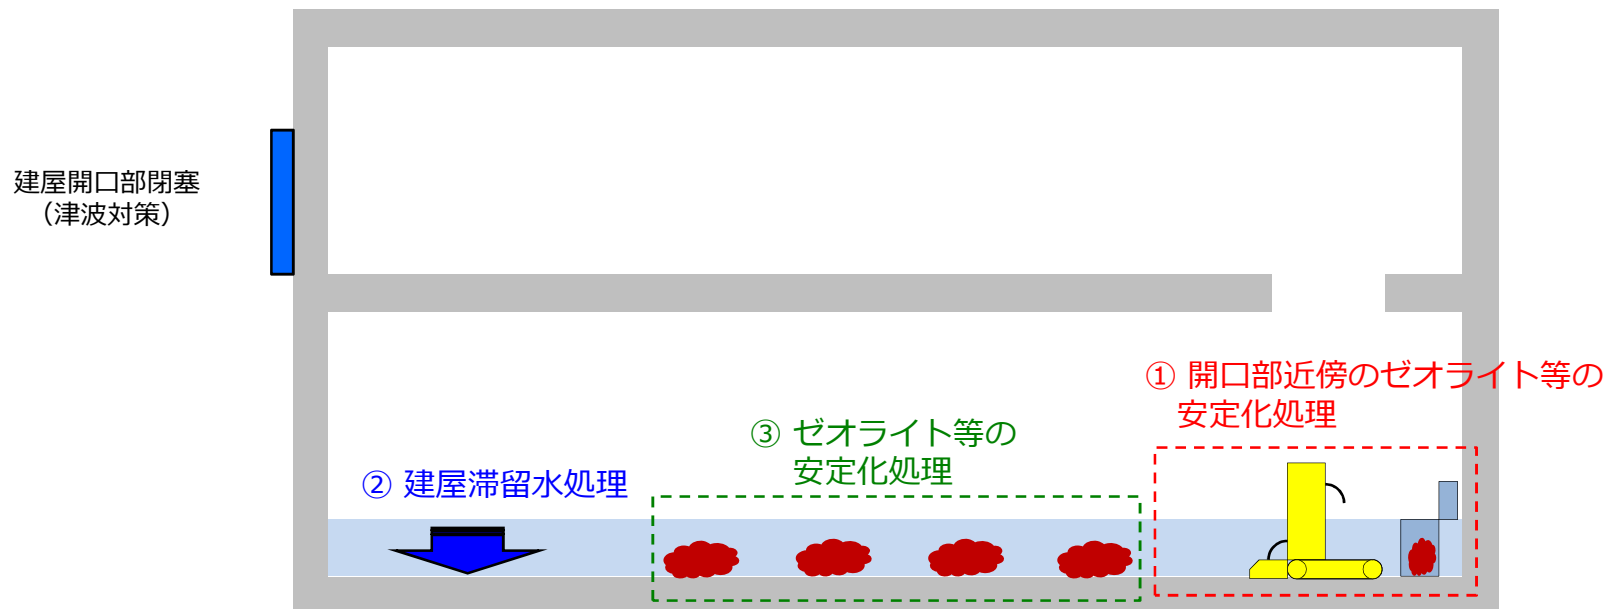 建屋開口部閉塞
（津波対策）
① 開口部近傍のゼオライト等の
安定化処理
③ ゼオライト等の
安定化処理
② 建屋滞留水処理